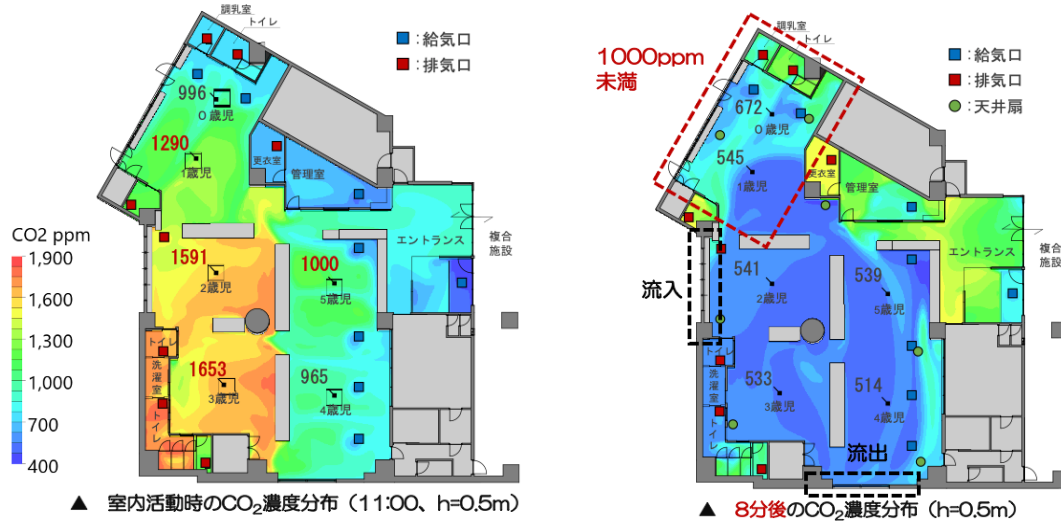 調乳室
トイレ
■：給気口
■：排気口
996
0歳児
1290
1歳児
更衣室
管理室
CO2 ppm
1,900
1,600
1,300
1,000
700
400
エントランス
複合
施設
1591
2歳児
1000
5歳児
トイレ
洗濯室
トイレ
1653
3歳児
965
4歳児
▲ 室内活動時のCO₂濃度分布（11:00、h=0.5m）
1000ppm
未満
調乳室
トイレ
■：給気口
■：排気口
●：天井扇
672
0歳児
545
1歳児
更衣室
管理室
エントランス
複合
施設
流入
541
2歳児
539
5歳児
トイレ
洗濯室
トイレ
533
3歳児
514
4歳児
流出
▲ 8分後のCO₂濃度分布（h=0.5m）